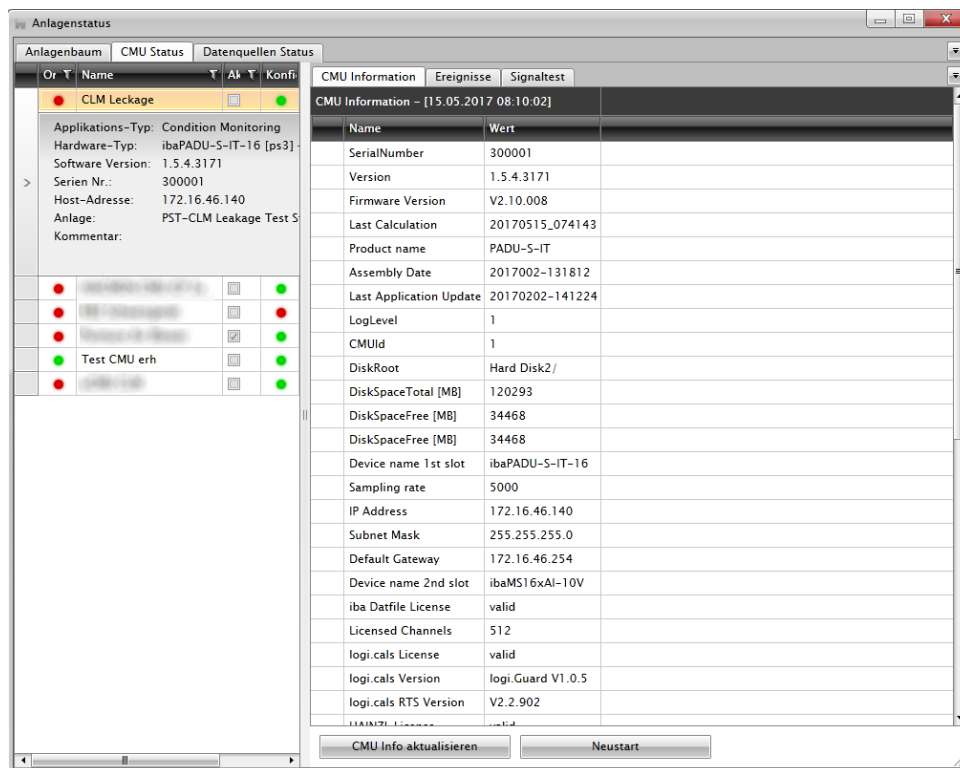 Anlagenstatus
Anlagenbaum CMU Status Datenquellen Status
Or Name Ak Konfi
CLM Leckage
Applikations-Typ: Condition Monitoring
Hardware-Typ: ibaPADU-S-IT-16 [ps3] -
Software Version: 1.5.4.3171
Serien Nr.: 300001
Host-Adresse: 172.16.46.140
Anlage: PST-CLM Leakage Test S
Kommentar:
Test CMU erh
CMU Information Ereignisse Signaltest
CMU Information - [15.05.2017 08:10:02]
Name Wert
SerialNumber 300001
Version 1.5.4.3171
Firmware Version V2.10.008
Last Calculation 20170515_074143
Product name PADU-S-IT
Assembly Date 2017002-131812
Last Application Update 20170202-141224
LogLevel 1
CMUId 1
DiskRoot Hard Disk2/
DiskSpaceTotal [MB] 120293
DiskSpaceFree [MB] 34468
DiskSpaceFree [MB] 34468
Device name 1st slot ibaPADU-S-IT-16
Sampling rate 5000
IP Address 172.16.46.140
Subnet Mask 255.255.255.0
Default Gateway 172.16.46.254
Device name 2nd slot ibaMS16xAI-10V
iba Datfile License valid
Licensed Channels 512
logi.cals License valid
logi.cals Version logi.Guard V1.0.5
logi.cals RTS Version V2.2.902
HAINZL License valid
CMU Info aktualisieren Neustart